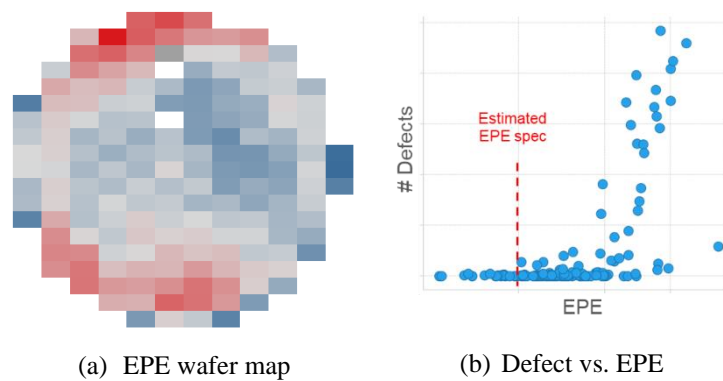 Estimated
EPE spec
# Defects
EPE
(a) EPE wafer map
(b) Defect vs. EPE